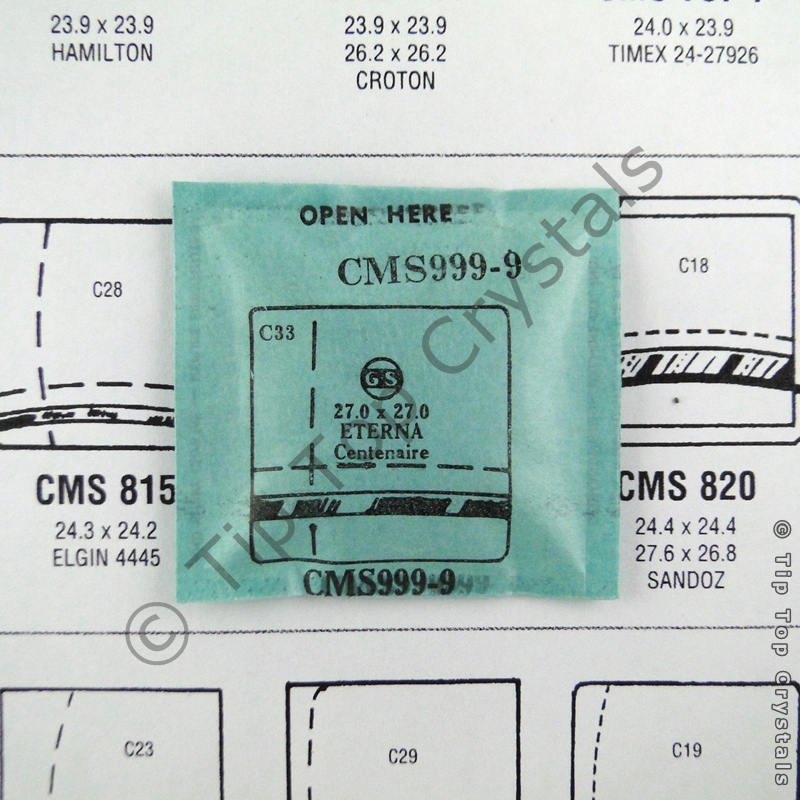 23.9 x 23.9
HAMILTON
23.9 x 23.9
26.2 x 26.2
CROTON
24.0 x 23.9
TIMEX 24-27926
OPEN HERE
CMS999-9
C33
GS
27.0 x 27.0
ETERNA
Centenaire
CMS999-9
C28
CMS 815
24.3 x 24.2
ELGIN 4445
C18
CMS 820
24.4 x 24.4
27.6 x 26.8
SANDOZ
C23
C29
C19
© Tip Top Crystals
© Tip Top Crystals